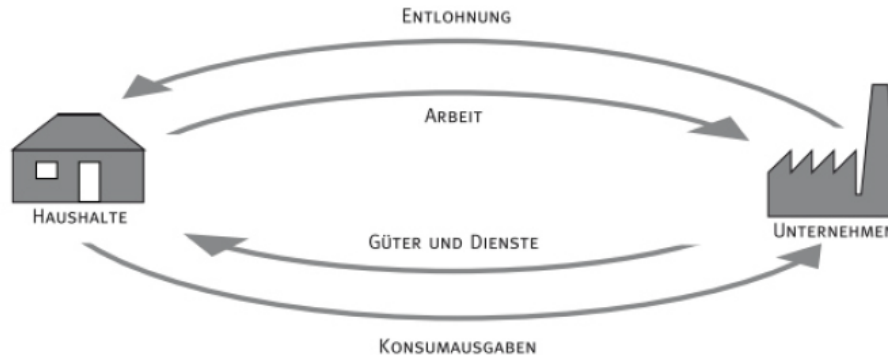 Entlohnung
Arbeit
Haushalte
Unternehmen
Güter und Dienste
Konsumausgaben